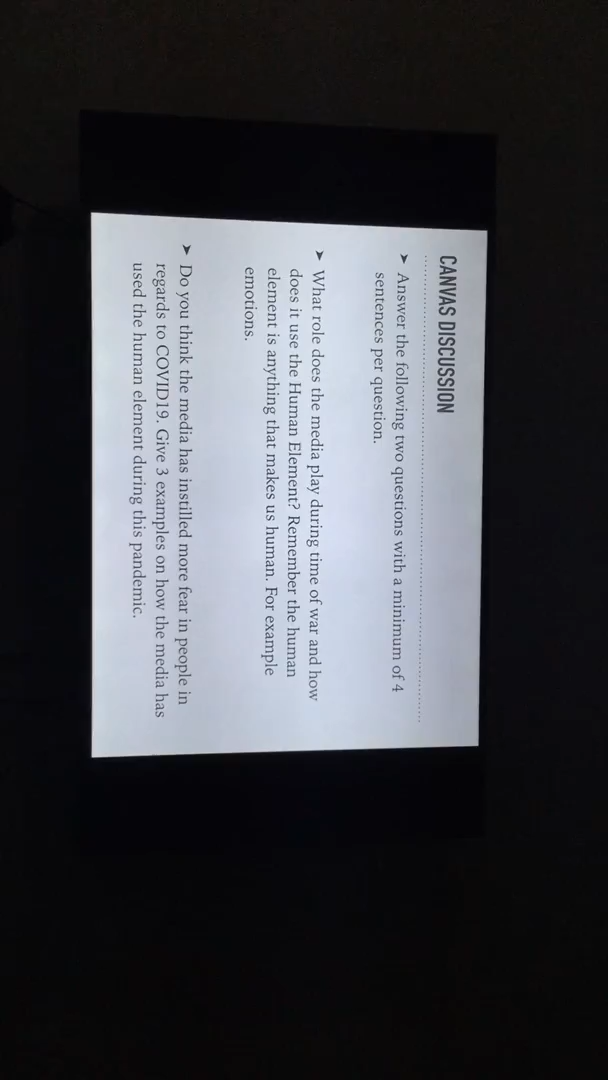 CANVAS DISCUSSION
➤ Answer the following two questions with a minimum of 4
sentences per question.
➤ What role does the media play during time of war and how
does it use the Human Element? Remember the human
element is anything that makes us human. For example
emotions.
➤ Do you think the media has instilled more fear in people in
regards to COVID19. Give 3 examples on how the media has
used the human element during this pandemic.